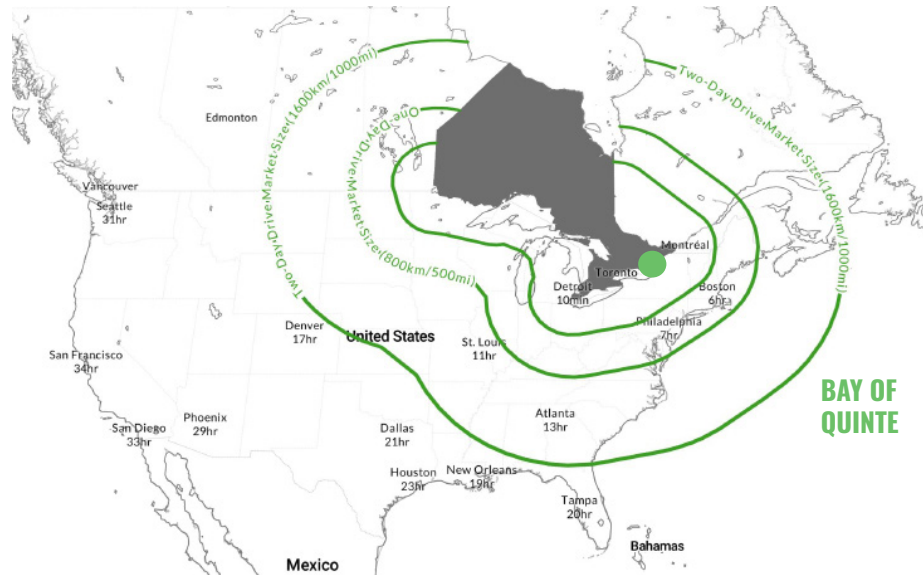 Two-Day-Drive-Market-Size-(1600km/1000mi)
One-Day-Drive-Market-Size-(800km/500mi)
Two-Day-Drive-Market-Size-(1600km/1000mi)
Edmonton
Vancouver
Seattle
31hr
Montréal
Toronto
Detroit
10min
Boston
6hr
Philadelphia
7hr
Denver
17hr
United States
St. Louis
11hr
San Francisco
34hr
BAY OF
QUINTE
Phoenix
29hr
San Diego
33hr
Dallas
21hr
Atlanta
13hr
Houston
23hr
New Orleans
19hr
Tampa
20hr
Bahamas
Mexico